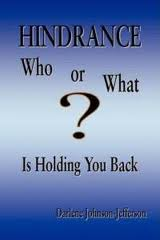 HINDRANCE
Who or What
?
Is Holding You Back
Darlene Johnson-Jefferson